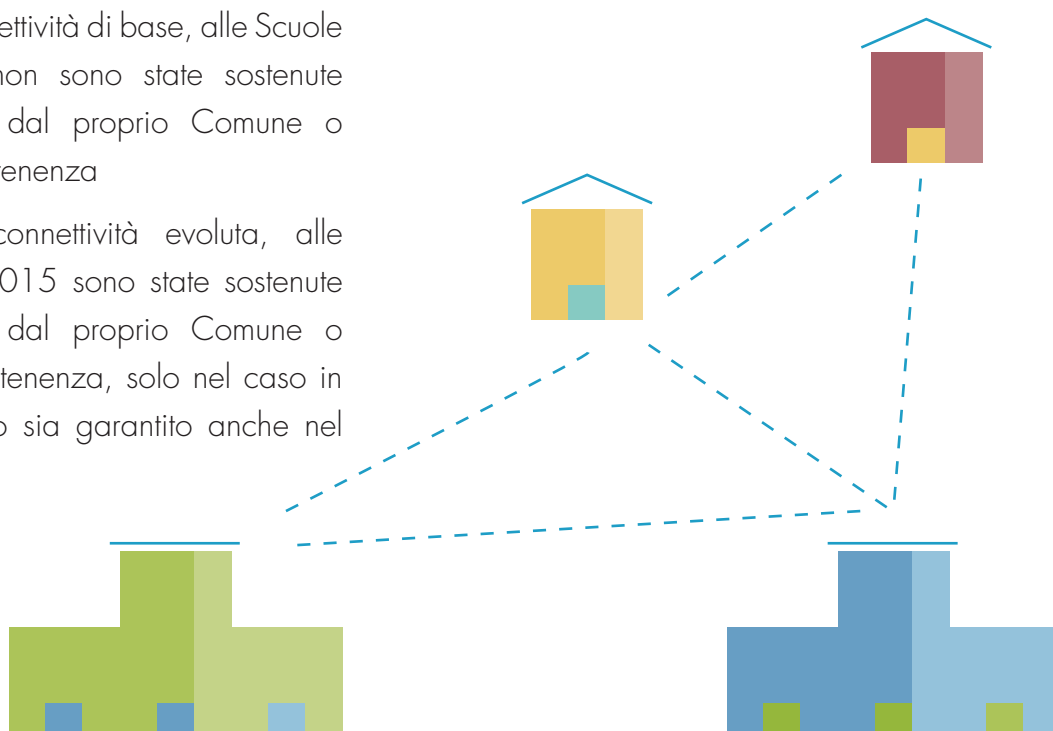 ettività di base, alle Scuole
non sono state sostenute
dal proprio Comune o
tenenza
connettività evoluta, alle
015 sono state sostenute
dal proprio Comune o
tenenza, solo nel caso in
o sia garantito anche nel